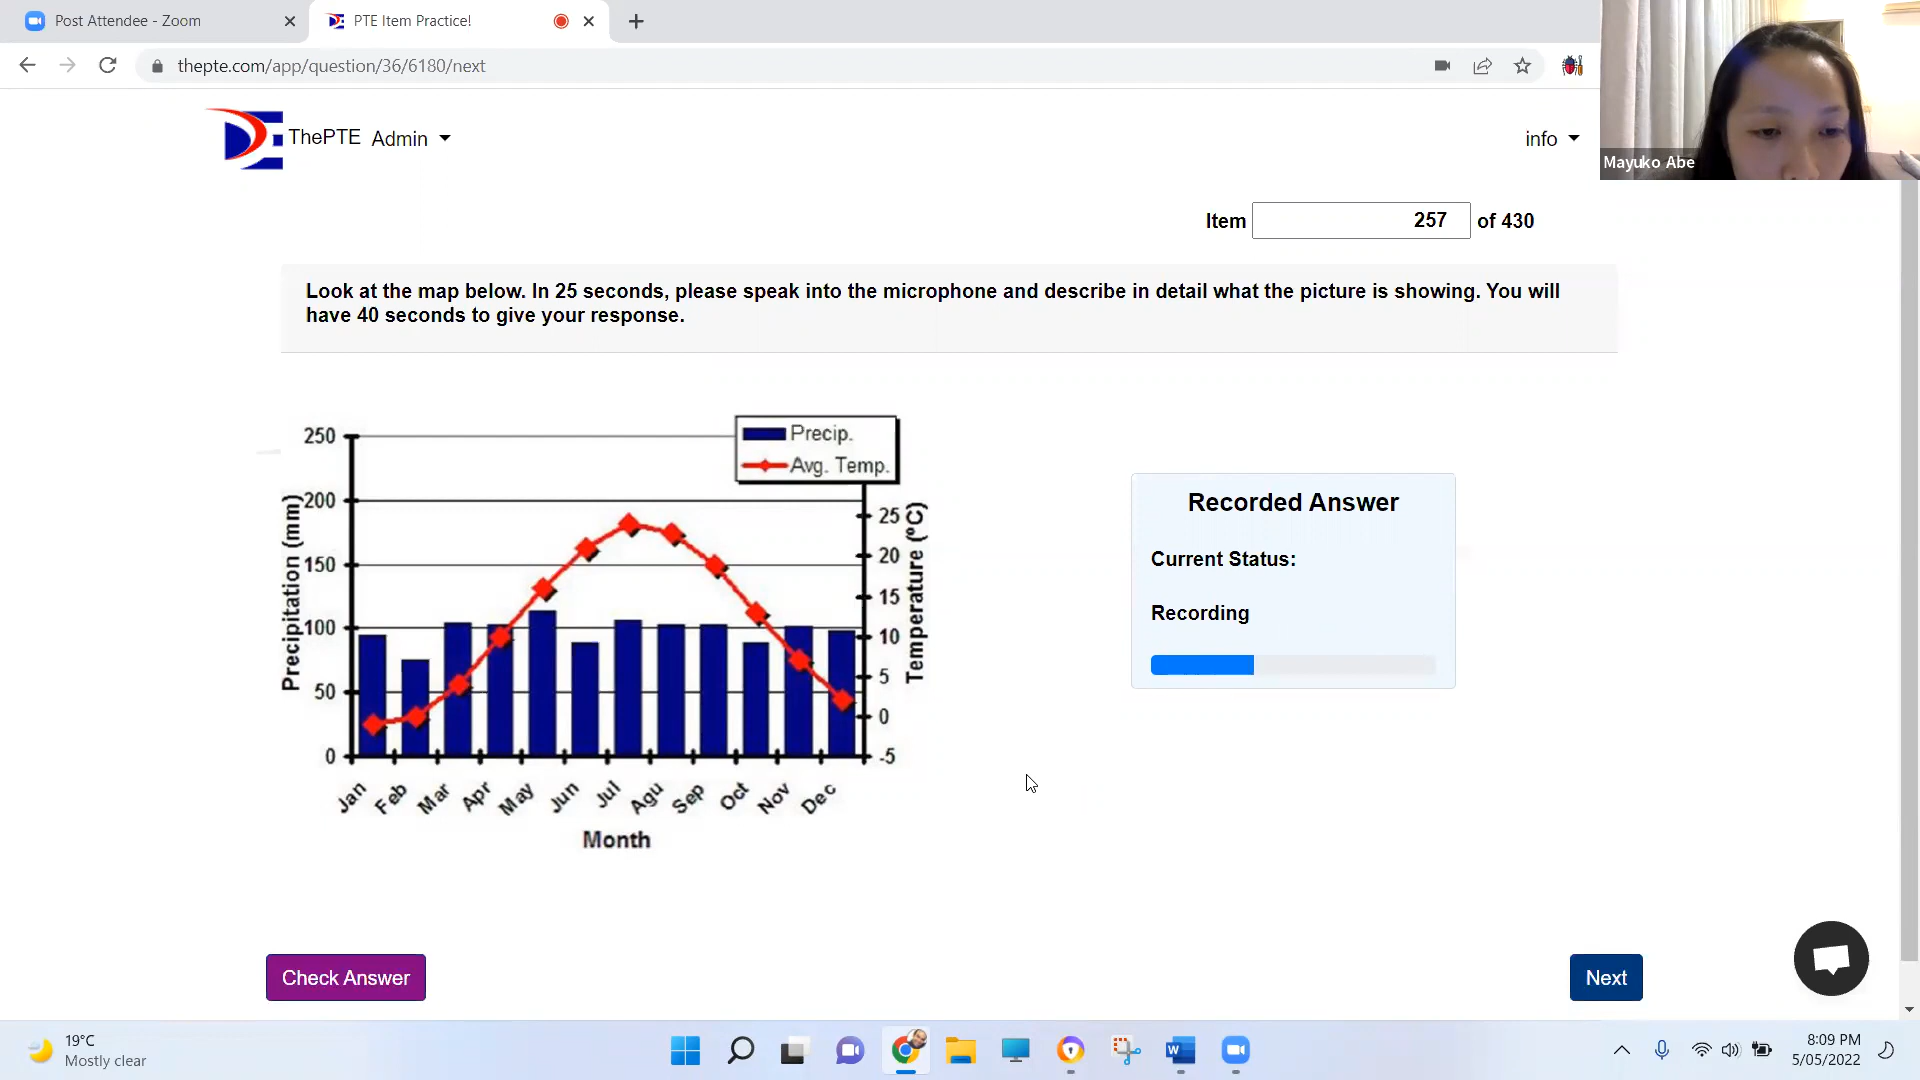 Post Attendee - Zoom
PTE Item Practice!
thepte.com/app/question/36/6180/next
ThePTE Admin
info
Mayuko Abe
Item 257 of 430
Look at the map below. In 25 seconds, please speak into the microphone and describe in detail what the picture is showing. You will
have 40 seconds to give your response.
Precip.
Avg. Temp.
Precipitation (mm)
250
200
150
100
50
0
Temperature (°C)
25
20
15
10
5
0
-5
Jan Feb Mar Apr May Jun Jul Agu Sep Oct Nov Dec
Month
Recorded Answer
Current Status:
Recording
Check Answer
Next
19°C
Mostly clear
8:09 PM
5/05/2022